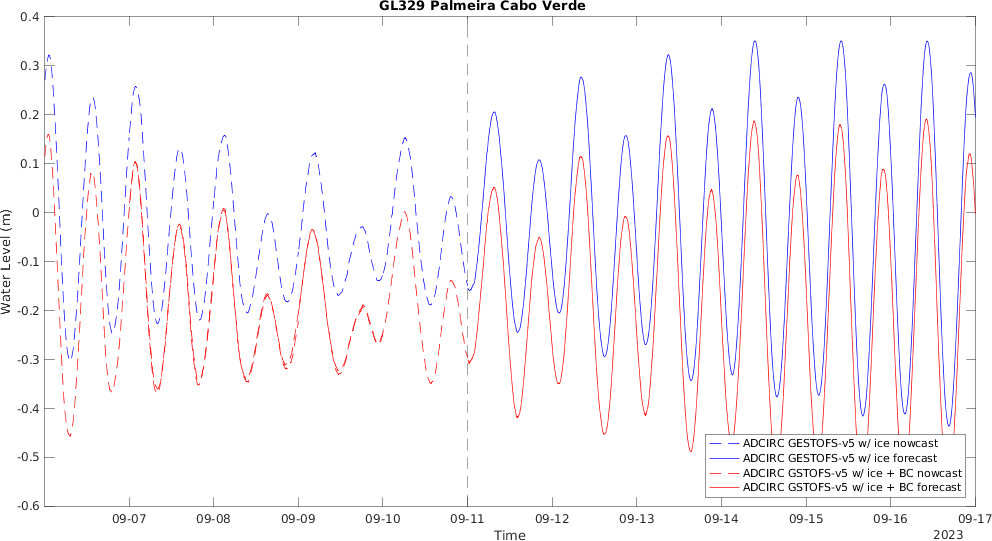 GL329 Palmeira Cabo Verde
0.4
0.3
0.2
0.1
0
-0.1
-0.2
-0.3
-0.4
-0.5
-0.6
Water Level (m)
ADCIRC GESTOFS-v5 w/ ice nowcast
ADCIRC GESTOFS-v5 w/ ice forecast
ADCIRC GSTOFS-v5 w/ ice + BC nowcast
ADCIRC GSTOFS-v5 w/ ice + BC forecast
09-07 09-08 09-09 09-10 09-11 09-12 09-13 09-14 09-15 09-16 09-17
Time
2023